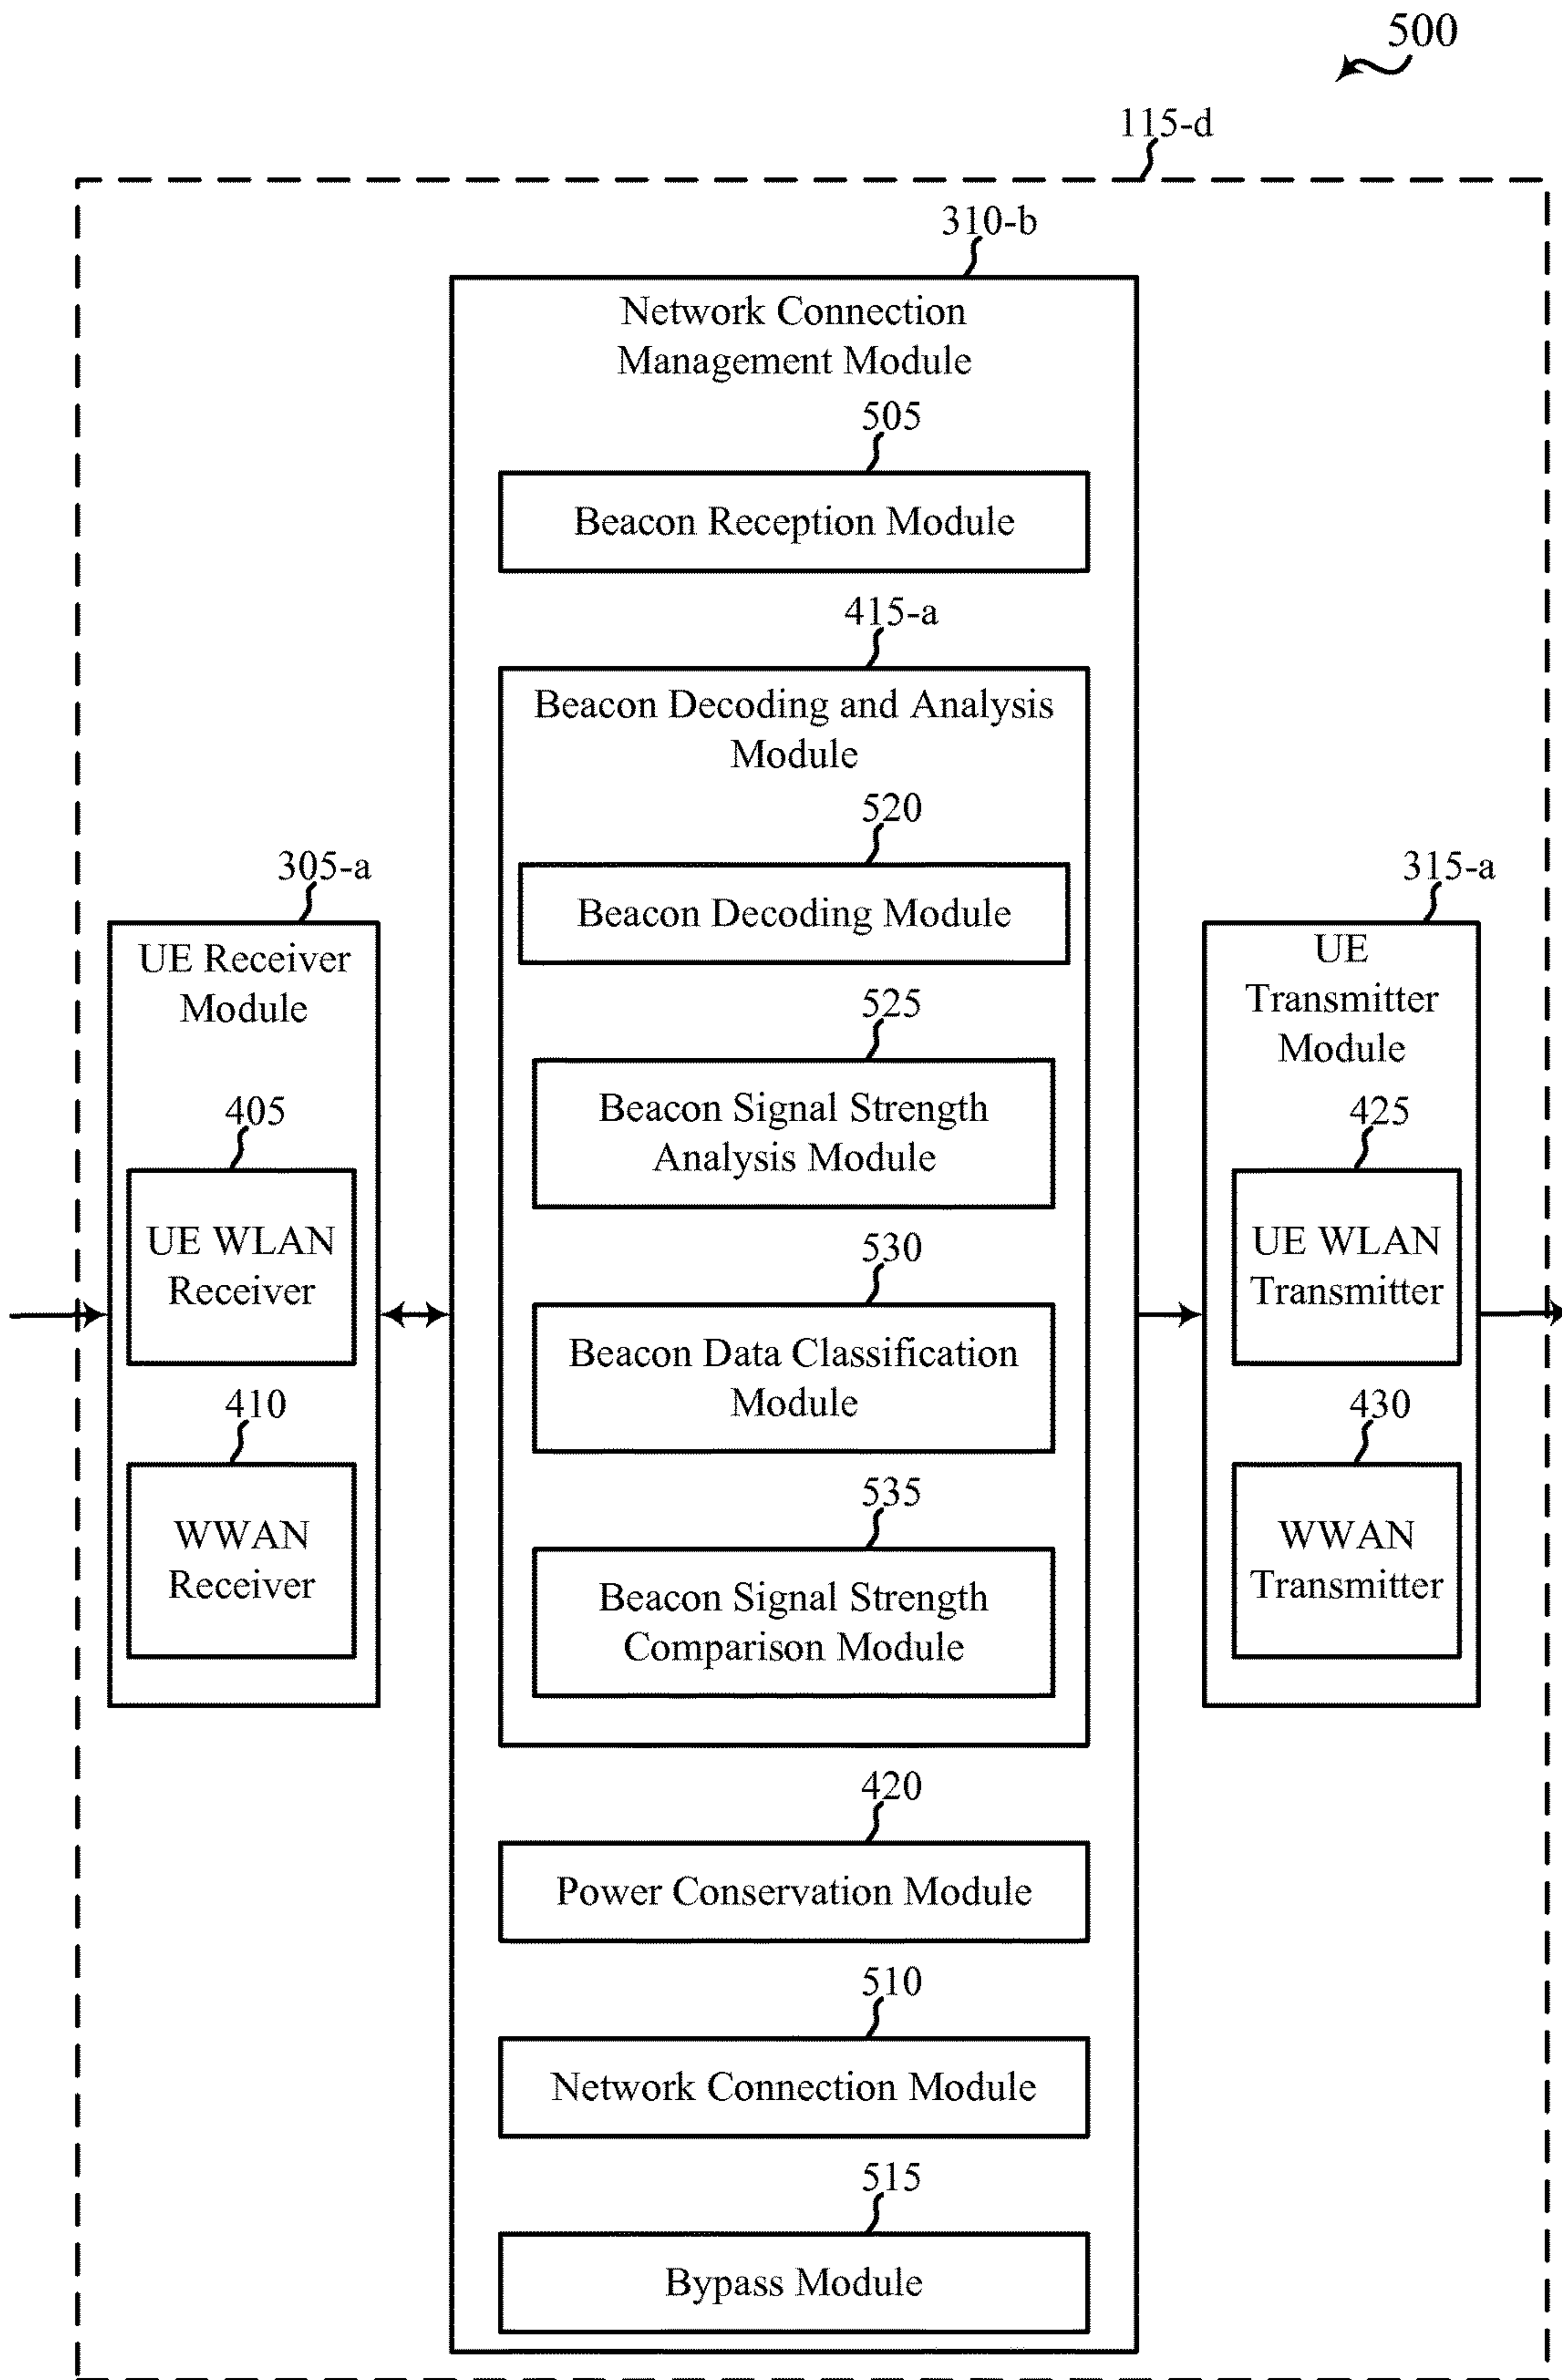 500
115-d
310-b
Network Connection
Management Module
505
Beacon Reception Module
415-a
Beacon Decoding and Analysis
Module
520
Beacon Decoding Module
525
Beacon Signal Strength
Analysis Module
530
Beacon Data Classification
Module
535
Beacon Signal Strength
Comparison Module
420
Power Conservation Module
510
Network Connection Module
515
Bypass Module
305-a
UE Receiver
Module
405
UE WLAN
Receiver
410
WWAN
Receiver
315-a
UE
Transmitter
Module
425
UE WLAN
Transmitter
430
WWAN
Transmitter